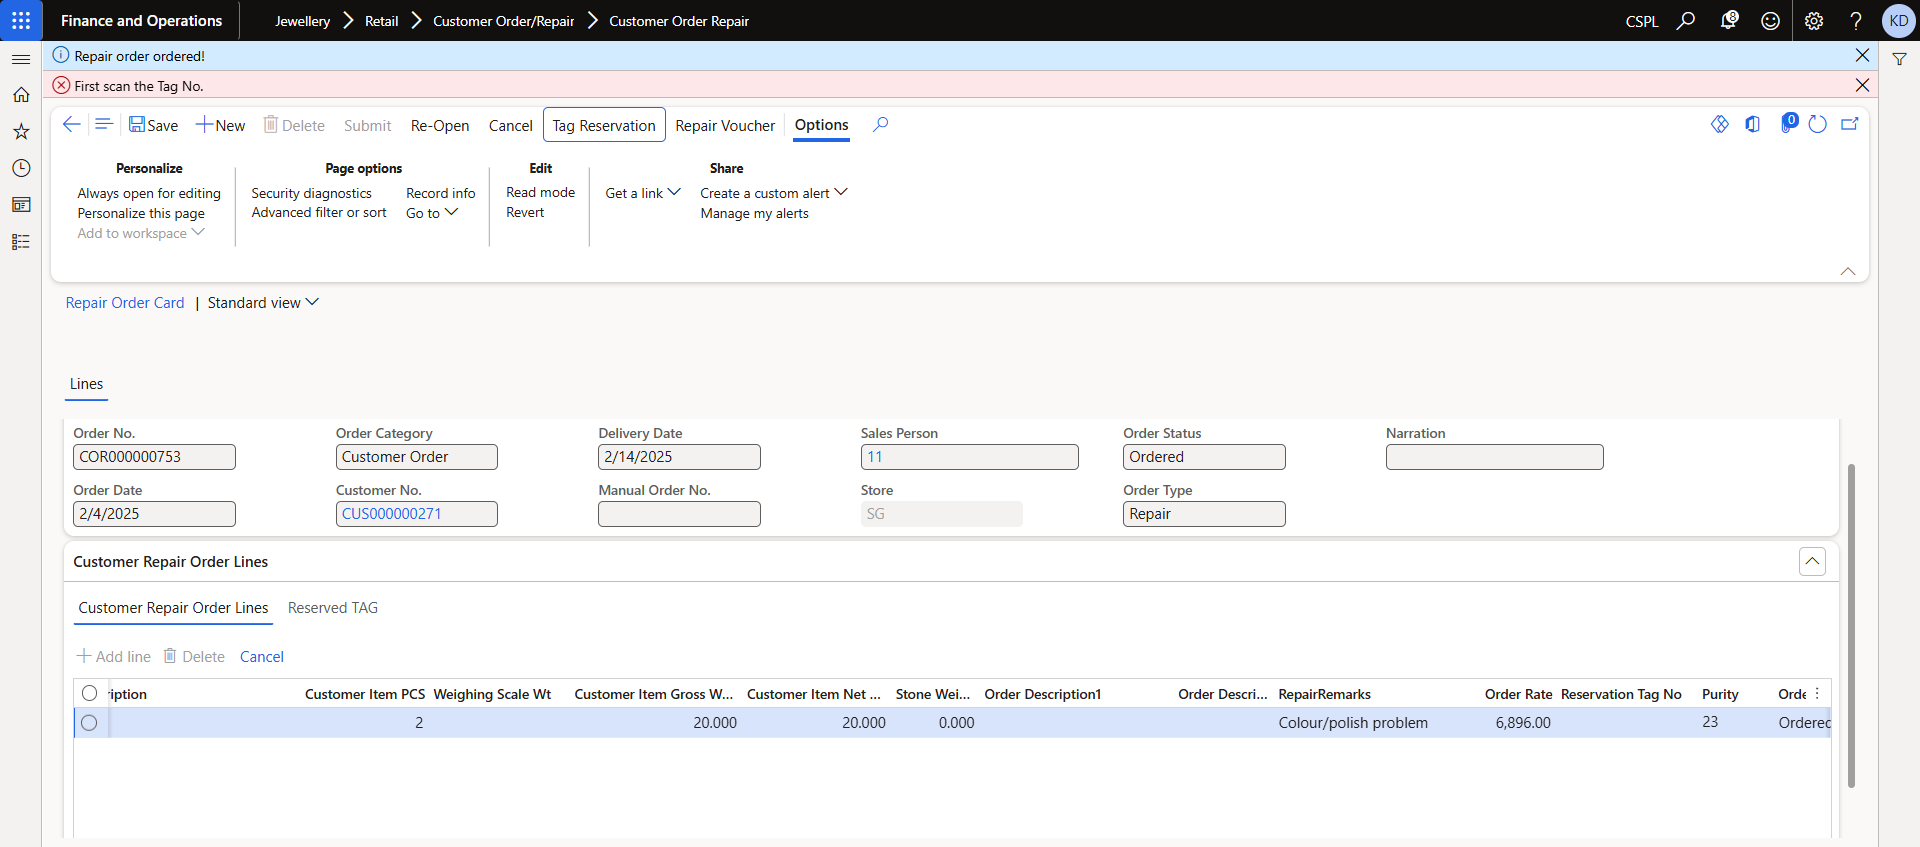 Finance and Operations
Jewellery > Retail > Customer Order/Repair > Customer Order Repair
CSPL
8
?
KD
Repair order ordered!
First scan the Tag No.
Save
New
Delete
Submit
Re-Open
Cancel
Tag Reservation
Repair Voucher
Options
0
Personalize
Always open for editing
Personalize this page
Add to workspace
Page options
Security diagnostics
Advanced filter or sort
Record info
Go to
Edit
Read mode
Revert
Share
Get a link
Create a custom alert
Manage my alerts
Repair Order Card | Standard view
Lines
Order No. Order Category Delivery Date Sales Person Order Status Narration
COR000000753 Customer Order 2/14/2025 11 Ordered
Order Date Customer No. Manual Order No. Store Order Type
2/4/2025 CUS000000271 SG Repair
Customer Repair Order Lines
Customer Repair Order Lines Reserved TAG
Add line Delete Cancel
ription Customer Item PCS Weighing Scale Wt Customer Item Gross W... Customer Item Net ... Stone Wei... Order Description1 Order Descri... RepairRemarks Order Rate Reservation Tag No Purity Orde
2 20.000 20.000 0.000 Colour/polish problem 6,896.00 23 Ordered